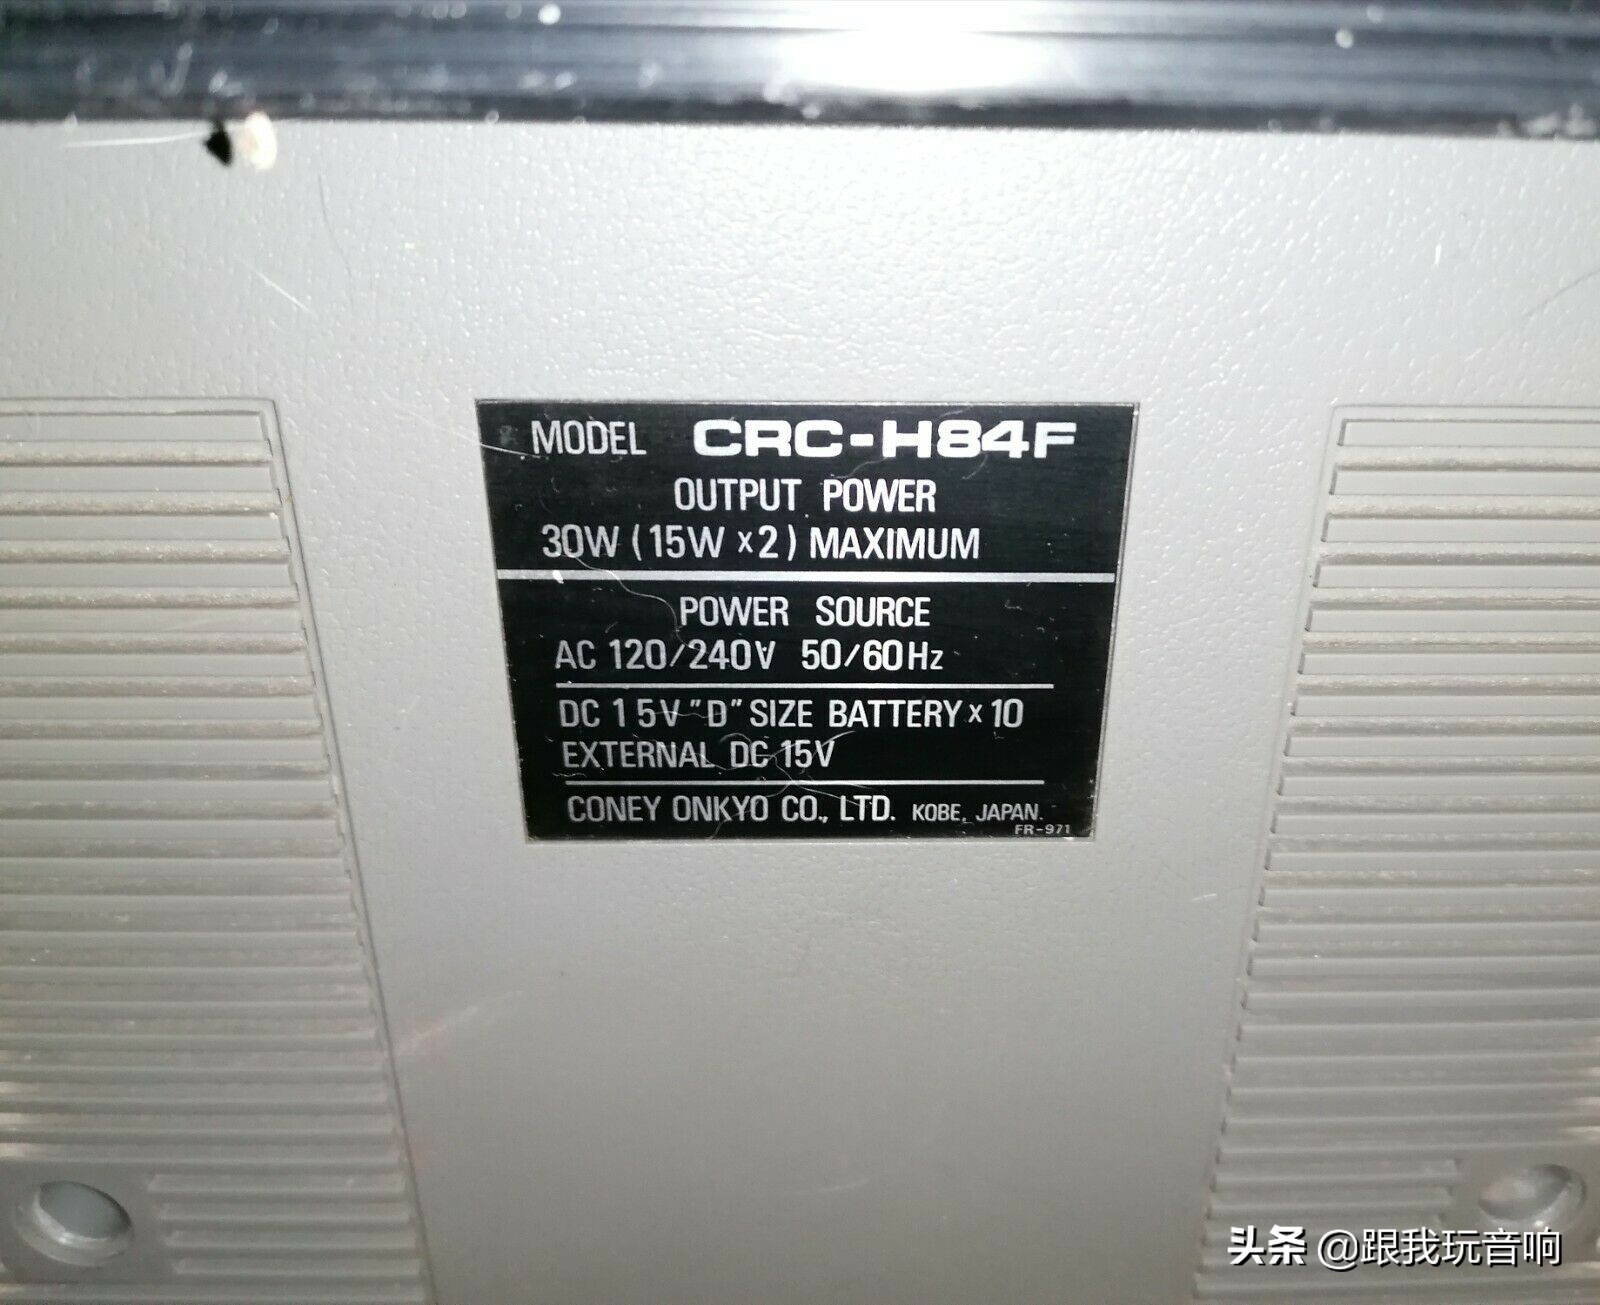 MODEL CRC-H84F
OUTPUT POWER
30W (15W x2) MAXIMUM
POWER SOURCE
AC 120/240V 50/60Hz
DC 15V "D" SIZE BATTERY x 10
EXTERNAL DC 15V
CONEY ONKYO CO., LTD. KOBE, JAPAN.
FR-971
头条 @跟我玩音响